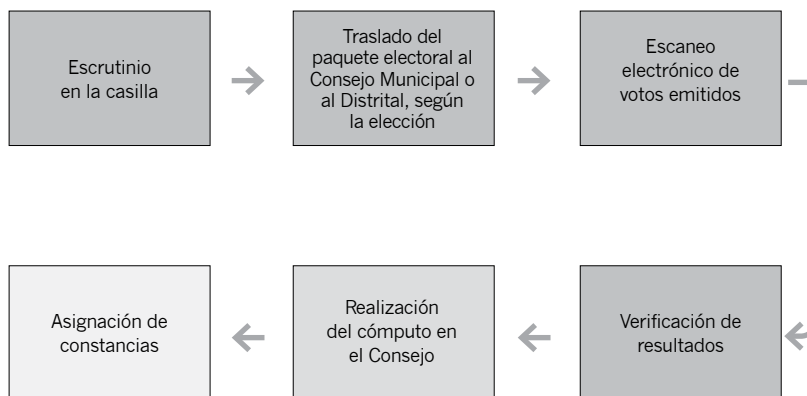 Escrutinio
en la casilla
Traslado del
paquete electoral al
Consejo Municipal o
al Distrital, según
la elección
Escaneo
electrónico de
votos emitidos
Verificación de
resultados
Realización
del cómputo en
el Consejo
Asignación de
constancias